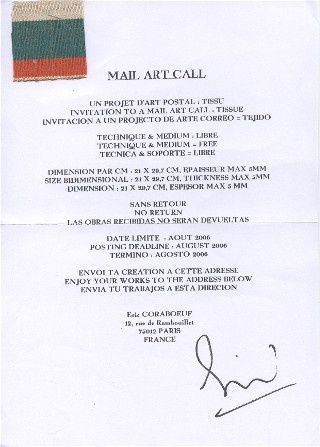 MAIL ART CALL
UN PROJET D'ART POSTAL : TISSU
INVITATION TO A MAIL ART CALL : TISSUE
INVITACION A UN PROJECTO DE ARTE CORREO = TEJIDO
TECHNIQUE & MEDIUM : LIBRE
TECHNIQUE & MEDIUM = FREE
TECNICA & SOPORTE = LIBRE
DIMENSION PAR CM : 21 X 29,7 CM, EPAISSEUR MAX 5MM
SIZE BIDIMENSIONAL : 21 X 29,7 CM, THICKNESS MAX 5MM
DIMENSION : 21 X 29,7 CM, ESPESOR MAX 5 MM
SANS RETOUR
NO RETURN
LAS OBRAS RECIBIDAS NO SERAN DEVUELTAS
DATE LIMITE : AOUT 2006
POSTING DEADLINE : AUGUST 2006
TERMINO : AGOSTO 2006
ENVOI TA CREATION A CETTE ADRESSE
ENJOY YOUR WORKS TO THE ADDRESS BELOW
ENVIA TU TRABAJOS A ESTA DIRECION
Eric CORABOEUF
12, rue de Rambouillet
75012 PARIS
FRANCE